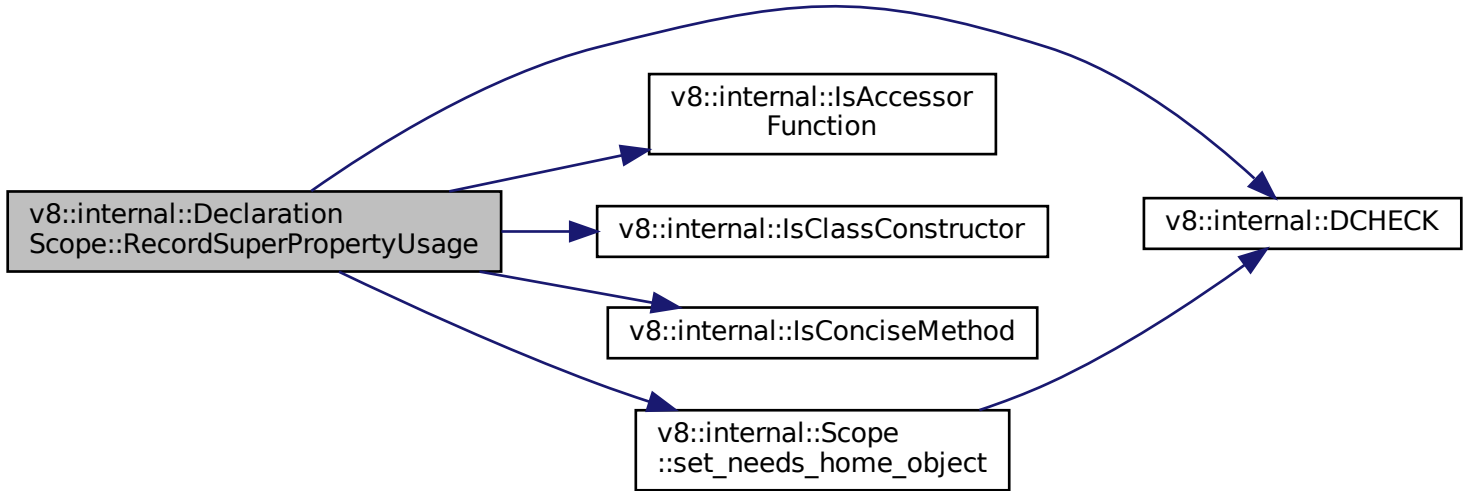 v8::internal::IsAccessor
Function
v8::internal::Declaration
Scope::RecordSuperPropertyUsage
v8::internal::IsClassConstructor
v8::internal::DCHECK
v8::internal::IsConciseMethod
v8::internal::Scope
::set_needs_home_object